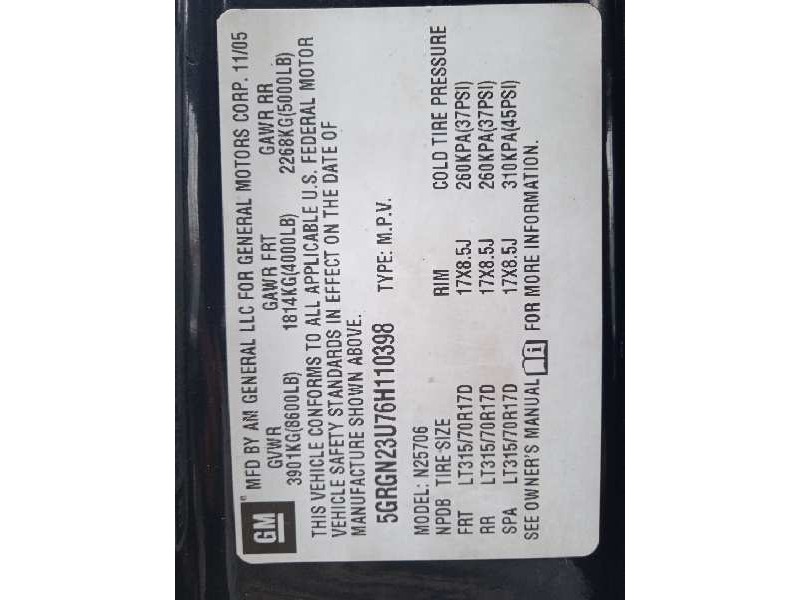 GM® MFD BY AM GENERAL LLC FOR GENERAL MOTORS CORP. 11/05
GVWR GAWR FRT GAWR RR
3901KG(8600LB) 1814KG(4000LB) 2268KG(5000LB)
THIS VEHICLE CONFORMS TO ALL APPLICABLE U.S. FEDERAL MOTOR
VEHICLE SAFETY STANDARDS IN EFFECT ON THE DATE OF
MANUFACTURE SHOWN ABOVE.
5GRGN23U76H110398 TYPE: M.P.V.
MODEL: N25706
NPDB TIRE SIZE RIM COLD TIRE PRESSURE
FRT LT315/70R17D 17X8.5J 260KPA(37PSI)
RR LT315/70R17D 17X8.5J 260KPA(37PSI)
SPA LT315/70R17D 17X8.5J 310KPA(45PSI)
SEE OWNER'S MANUAL i FOR MORE INFORMATION.